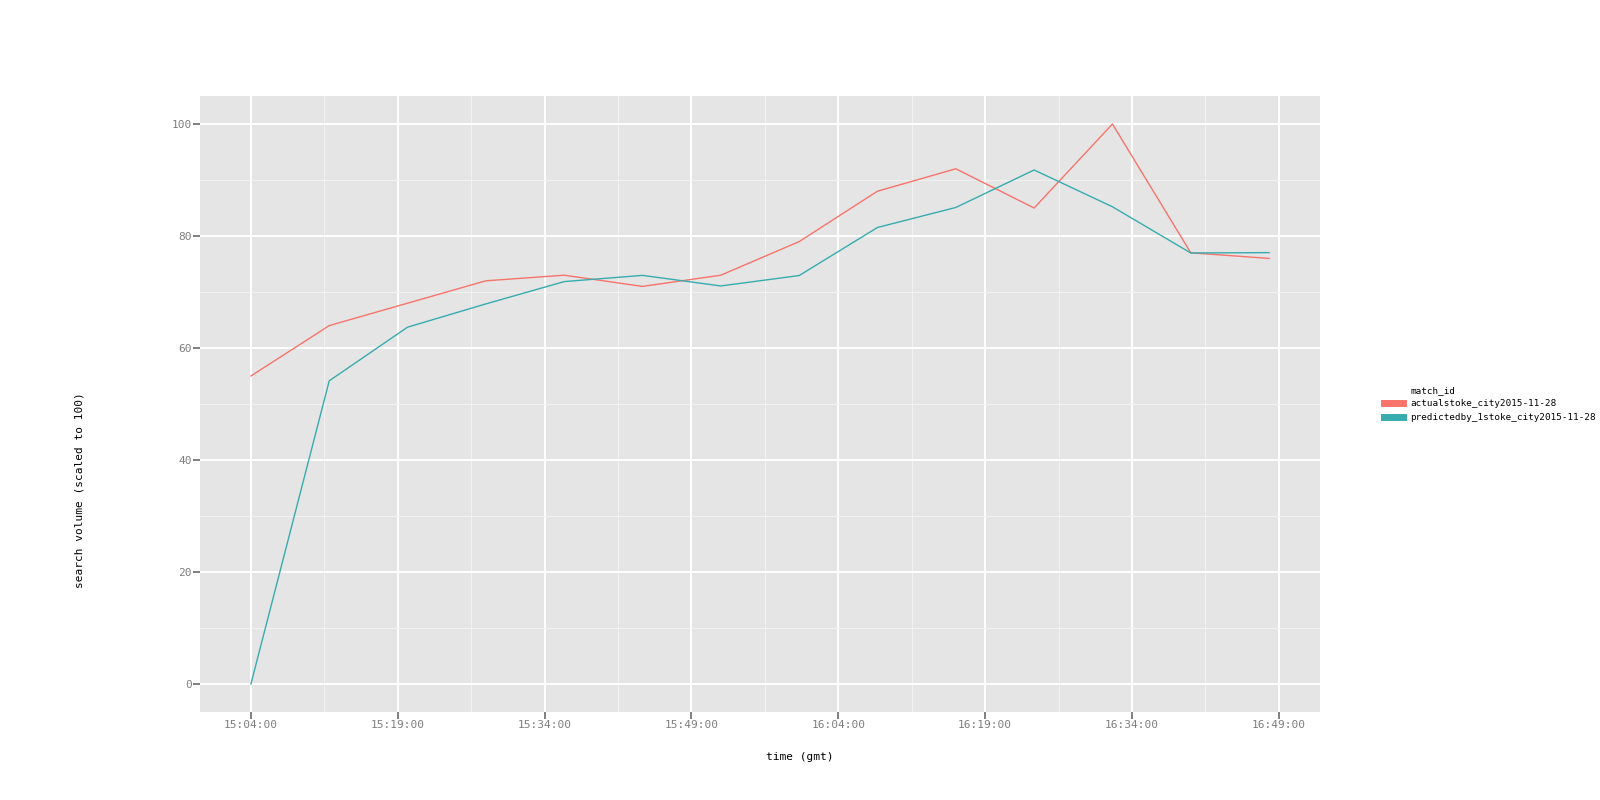 100
80
60
40
20
0
search volume (scaled to 100)
15:04:00 15:19:00 15:34:00 15:49:00 16:04:00 16:19:00 16:34:00 16:49:00
time (gmt)
match_id
actualstoke_city2015-11-28
predictedby_1stoke_city2015-11-28